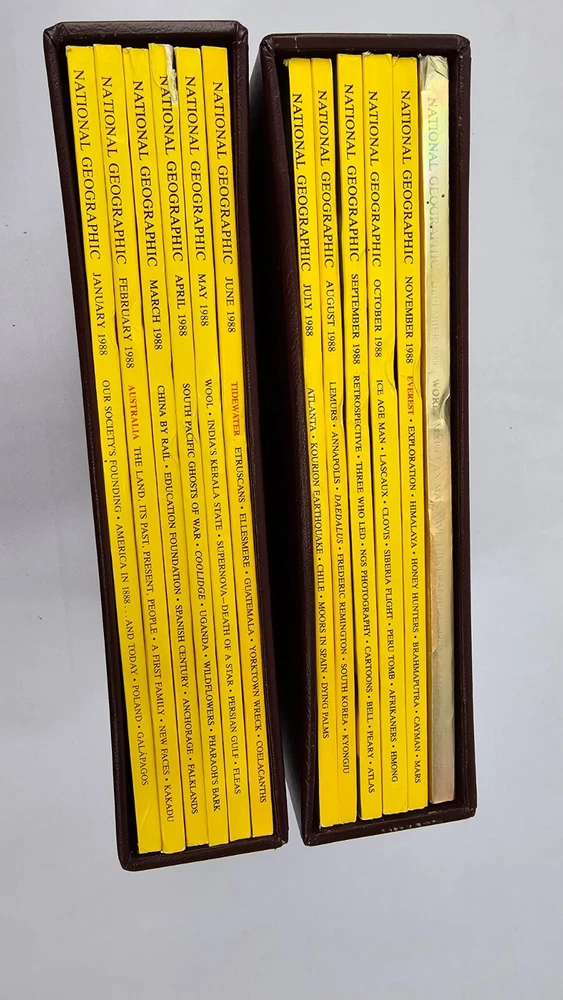 NATIONAL GEOGRAPHIC JANUARY 1988 OUR SOCIETY'S FOUNDING • AMERICA IN 1888... AND TODAY • POLAND • GALÁPAGOS
NATIONAL GEOGRAPHIC FEBRUARY 1988 AUSTRALIA THE LAND, ITS PAST, PRESENT, PEOPLE • A FIRST FAMILY • NEW FACES • KAKADU
NATIONAL GEOGRAPHIC MARCH 1988 CHINA BY RAIL • EDUCATION FOUNDATION • SPANISH CENTURY • ANCHORAGE • FALKLANDS
NATIONAL GEOGRAPHIC APRIL 1988 SOUTH PACIFIC GHOSTS OF WAR • COOLIDGE • UGANDA • WILDFLOWERS • PHARAOH'S BARK
NATIONAL GEOGRAPHIC MAY 1988 WOOL • INDIA'S KERALA STATE • SUPERNOVA—DEATH OF A STAR • PERSIAN GULF • FLEAS
NATIONAL GEOGRAPHIC JUNE 1988 TIDEWATER ETRUSCANS • ELLESMERE • GUATEMALA • YORKTOWN WRECK • COELACANTHS
NATIONAL GEOGRAPHIC JULY 1988 ATLANTA • KOURION EARTHQUAKE • CHILE • MOORS IN SPAIN • DYING PALMS
NATIONAL GEOGRAPHIC AUGUST 1988 LEMURS • ANNAPOLIS • DAEDALUS • FREDERIC REMINGTON • SOUTH KOREA • KYONGJU
NATIONAL GEOGRAPHIC SEPTEMBER 1988 RETROSPECTIVE • THREE WHO LED • NGS PHOTOGRAPHY • CARTOONS • BELL • PEARY • ATLAS
NATIONAL GEOGRAPHIC OCTOBER 1988 ICE AGE MAN • LASCAUX • CLOVIS • SIBERIA FLIGHT • PERU TOMB • AFRIKANERS • HMONG
NATIONAL GEOGRAPHIC NOVEMBER 1988 EVEREST • EXPLORATION • HIMALAYA • HONEY HUNTERS • BRAHMAPUTRA • CAYMAN • MARS
NATIONAL GEOGRAPHIC